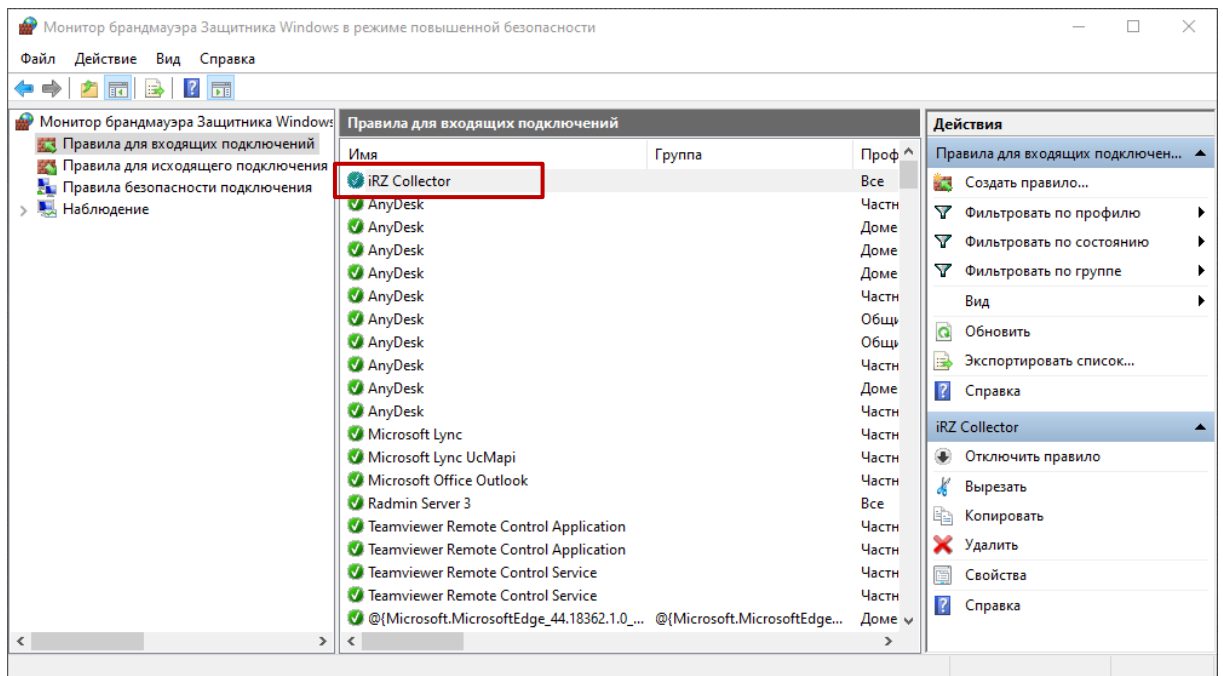 Монитор брандмауэра Защитника Windows в режиме повышенной безопасности
Файл Действие Вид Справка
Монитор брандмауэра Защитника Windows
Правила для входящих подключений
Правила для исходящего подключения
Правила безопасности подключения
Наблюдение
Правила для входящих подключений
Имя Группа Проф
iRZ Collector Все
AnyDesk Частн
AnyDesk Доме
AnyDesk Доме
AnyDesk Доме
AnyDesk Частн
AnyDesk Общи
AnyDesk Общи
AnyDesk Частн
AnyDesk Доме
AnyDesk Частн
Microsoft Lync Частн
Microsoft Lync UcMapi Частн
Microsoft Office Outlook Частн
Radmin Server 3 Все
Teamviewer Remote Control Application Частн
Teamviewer Remote Control Application Частн
Teamviewer Remote Control Service Частн
Teamviewer Remote Control Service Частн
@{Microsoft.MicrosoftEdge_44.18362.1.0_... @{Microsoft.MicrosoftEdge... Доме
Действия
Правила для входящих подключен...
Создать правило...
Фильтровать по профилю
Фильтровать по состоянию
Фильтровать по группе
Вид
Обновить
Экспортировать список...
Справка
iRZ Collector
Отключить правило
Вырезать
Копировать
Удалить
Свойства
Справка